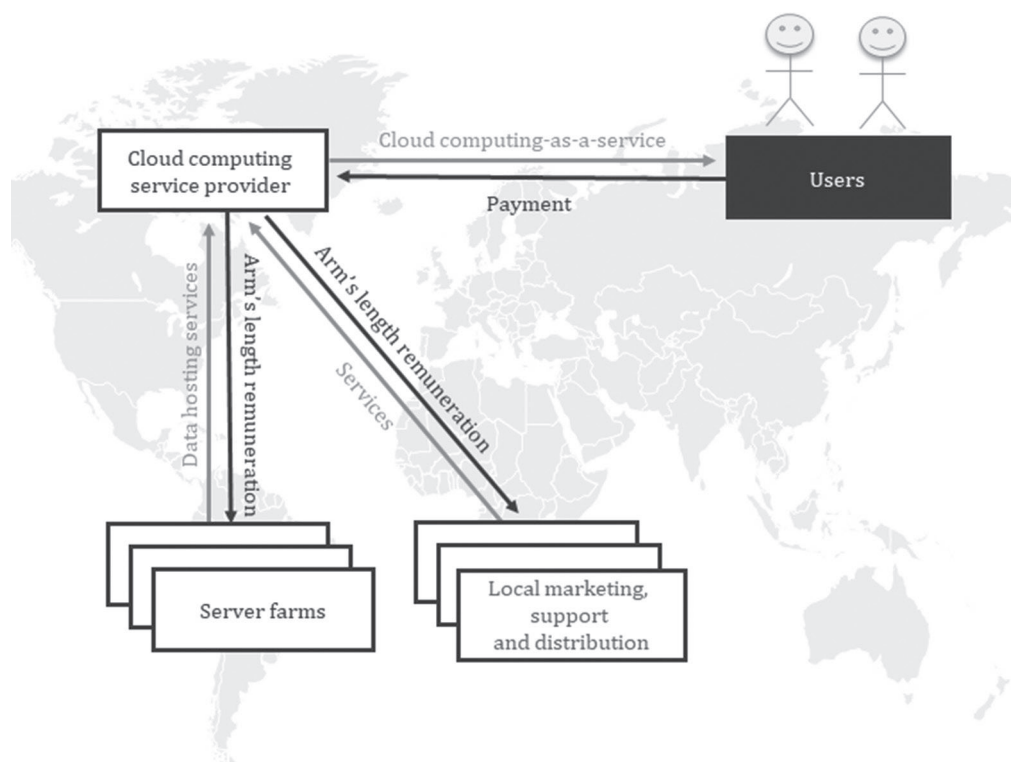 Cloud computing
service provider
Cloud computing-as-a-service
Payment
Users
Data hosting services
Arm's length remuneration
Arm's length remuneration
Services
Server farms
Local marketing,
support
and distribution